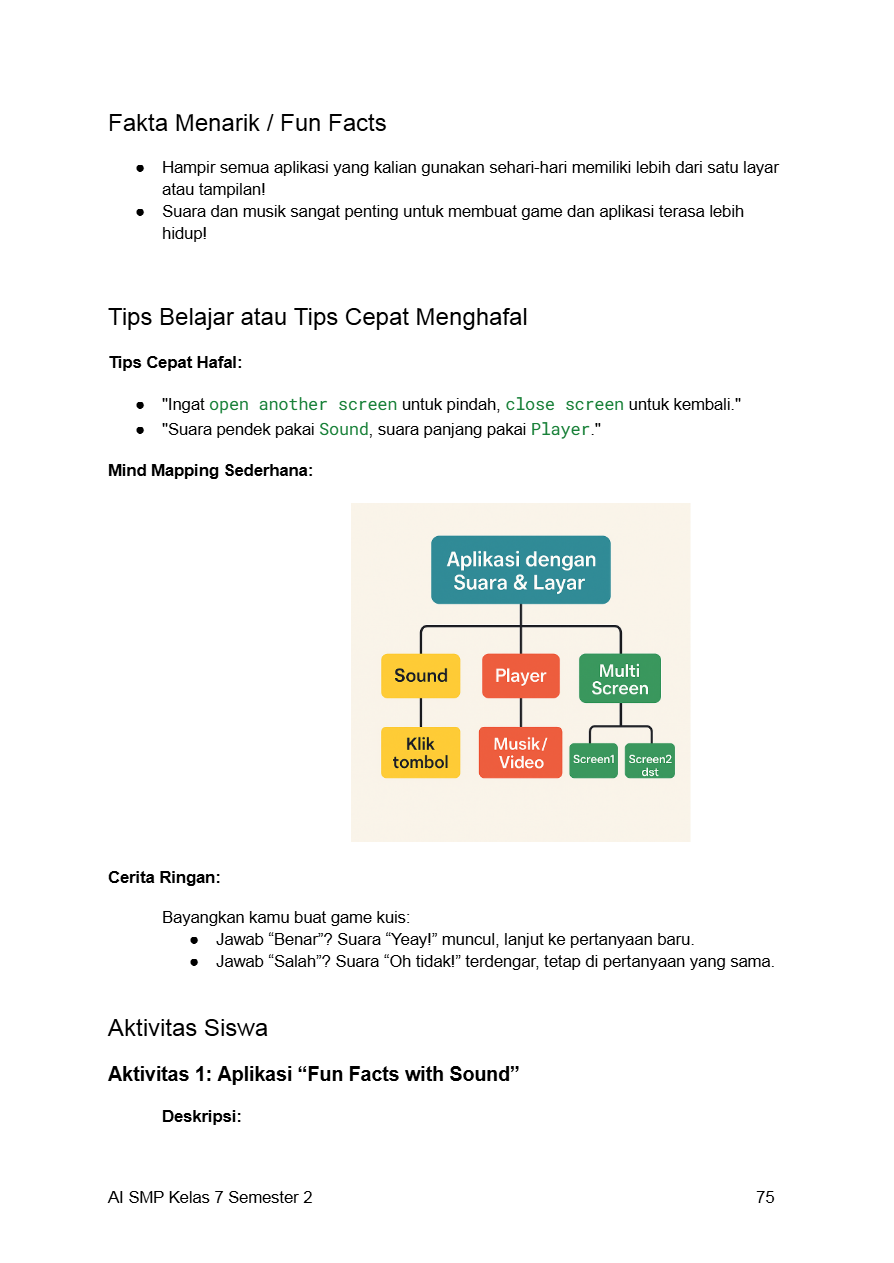 Fakta Menarik / Fun Facts
● Hampir semua aplikasi yang kalian gunakan sehari-hari memiliki lebih dari satu layar
atau tampilan!
● Suara dan musik sangat penting untuk membuat game dan aplikasi terasa lebih
hidup!
Tips Belajar atau Tips Cepat Menghafal
Tips Cepat Hafal:
● "Ingat open another screen untuk pindah, close screen untuk kembali."
● "Suara pendek pakai Sound, suara panjang pakai Player."
Mind Mapping Sederhana:
Aplikasi dengan
Suara & Layar
Sound
Player
Multi
Screen
Klik
tombol
Musik/
Video
Screen1
Screen2
dst
Cerita Ringan:
Bayangkan kamu buat game kuis:
● Jawab “Benar”? Suara “Yeay!” muncul, lanjut ke pertanyaan baru.
● Jawab “Salah”? Suara “Oh tidak!” terdengar, tetap di pertanyaan yang sama.
Aktivitas Siswa
Aktivitas 1: Aplikasi “Fun Facts with Sound”
Deskripsi:
AI SMP Kelas 7 Semester 2 75